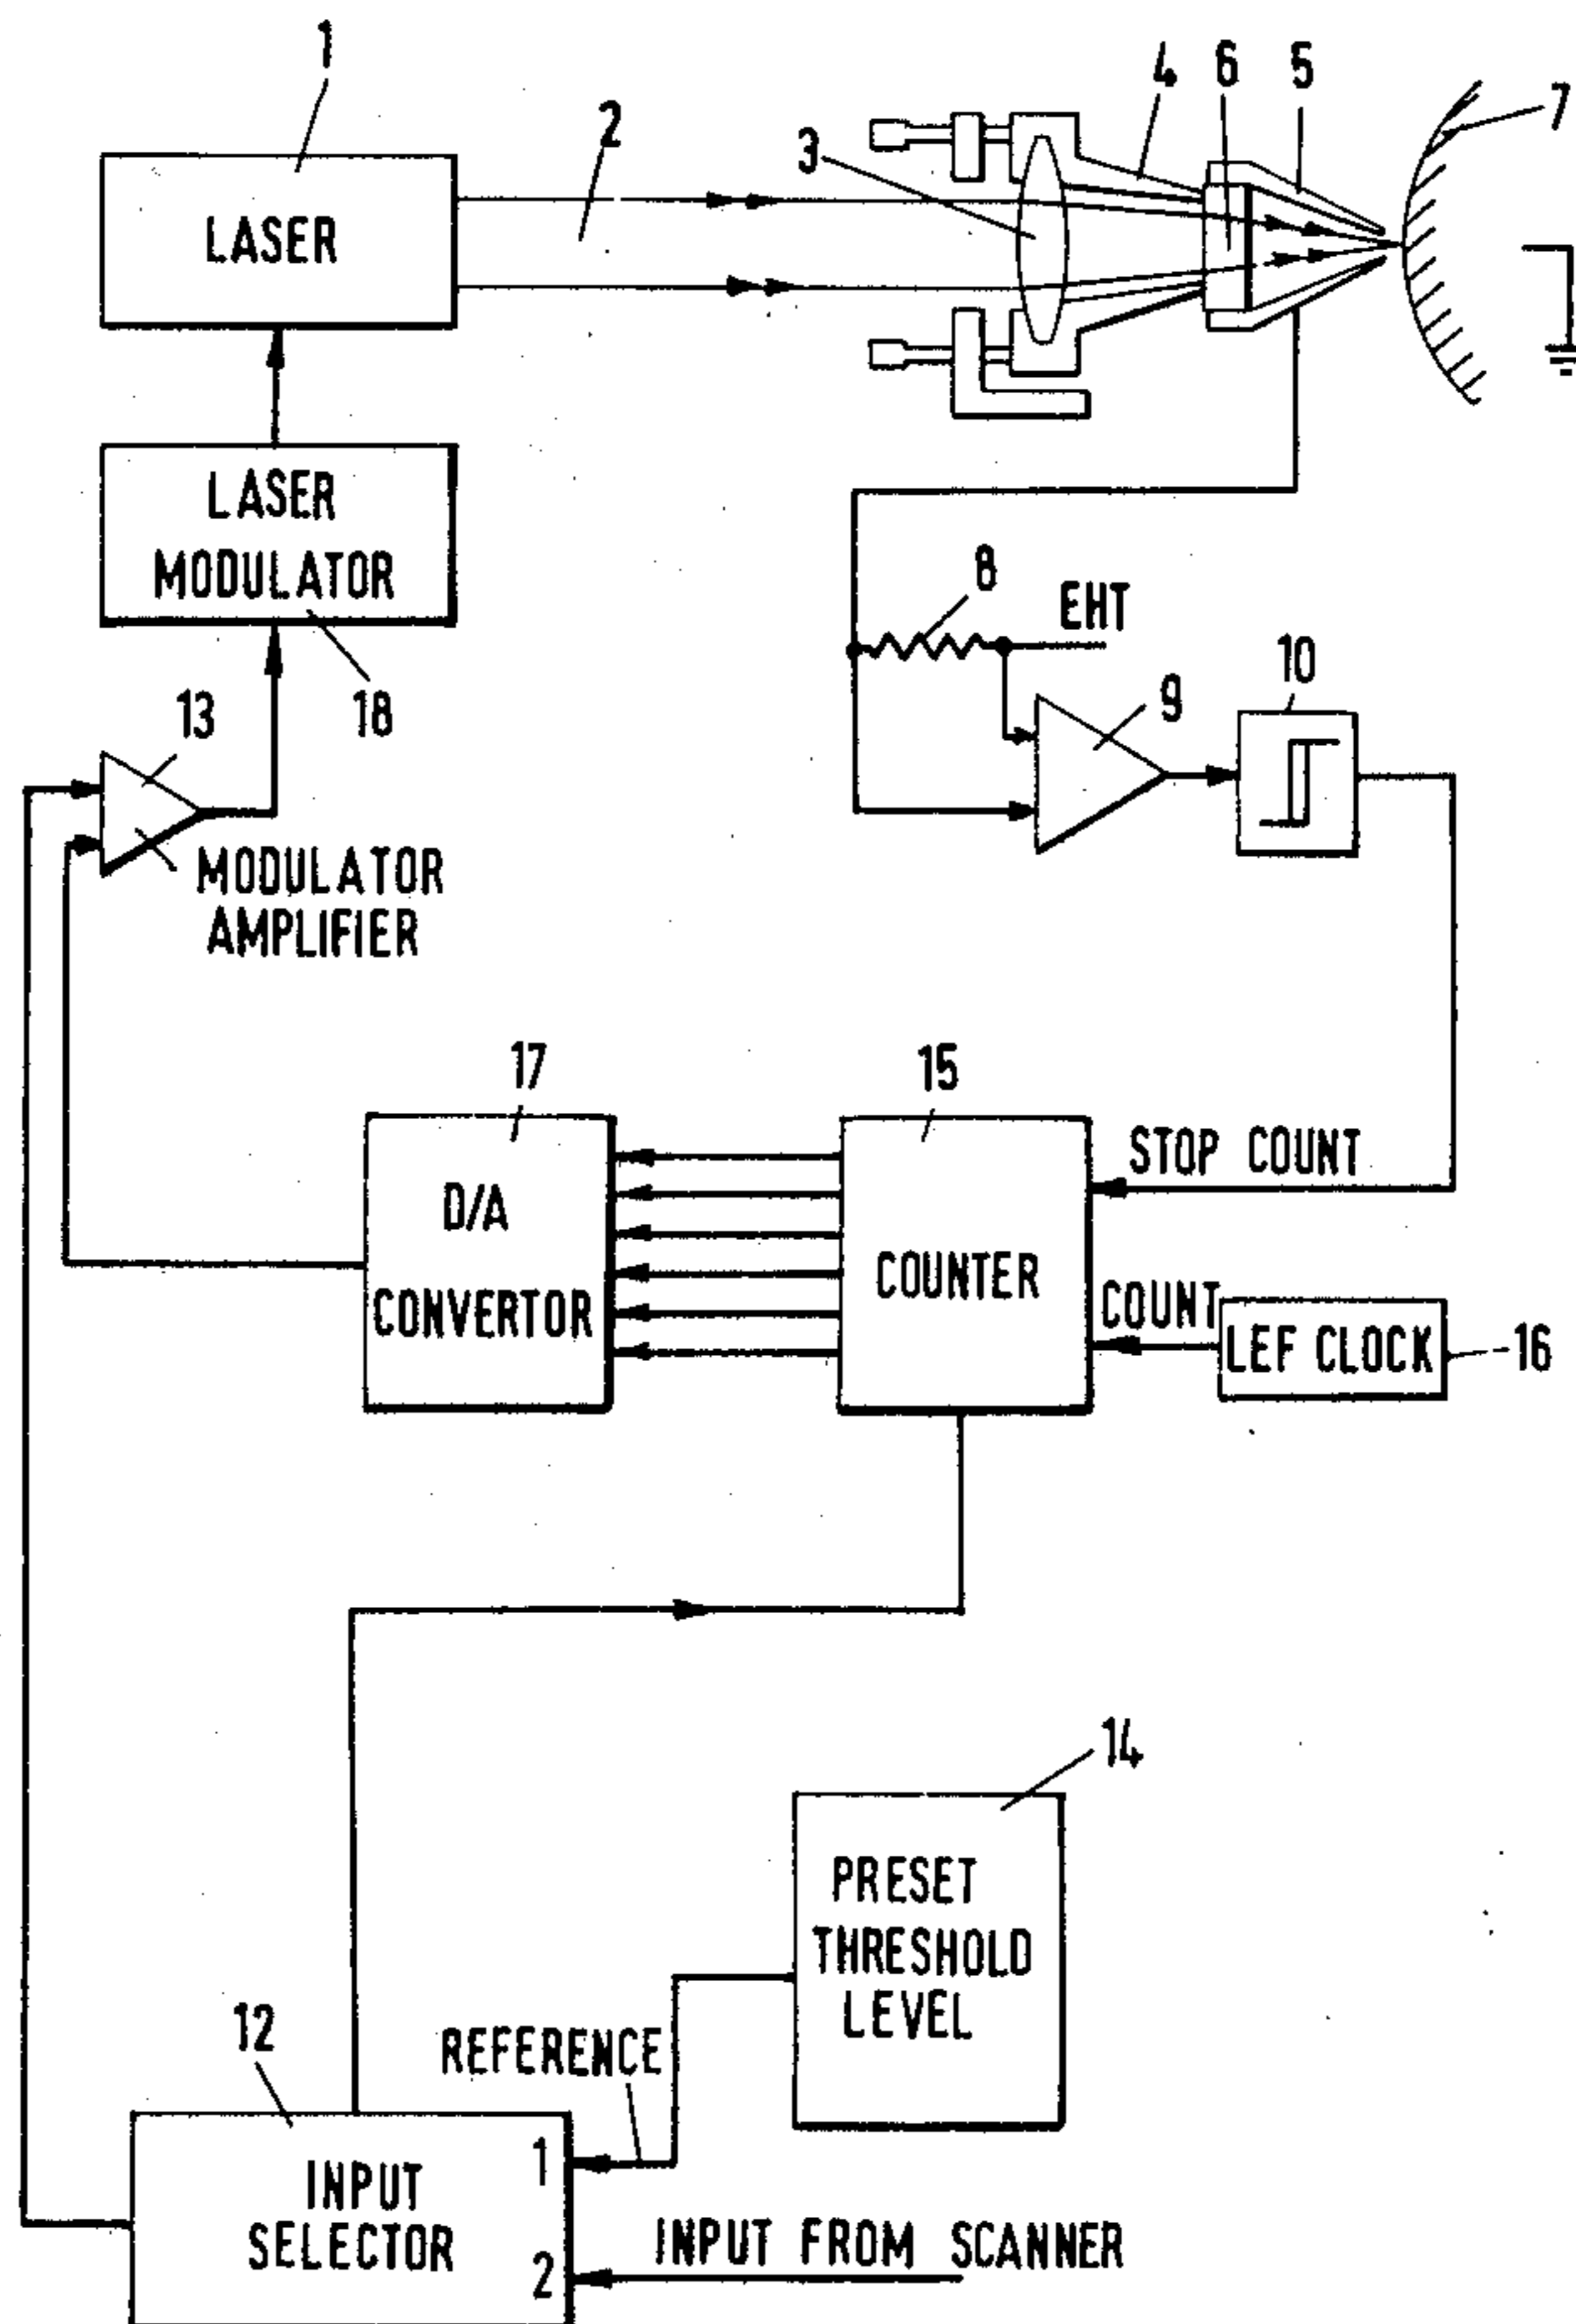 1
2
3
4
6
5
7
LASER
LASER
MODULATOR
18
8
EHT
9
10
13
MODULATOR
AMPLIFIER
17
15
D/A
CONVERTOR
COUNTER
STOP COUNT
COUNT
LEF CLOCK
16
14
PRESET
THRESHOLD
LEVEL
REFERENCE
12
INPUT
SELECTOR
1
2
INPUT FROM SCANNER